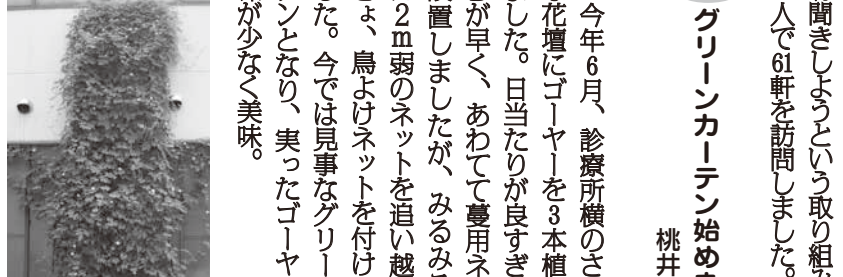 聞きしようという取り組み
人で61軒を訪問しました。
グリーンカーテン始め
桃井
今年6月、診療所横のさ
花壇にゴーヤーを3本植
ました。日当たりが良すぎ
が早く、あわてて蔓用ネ
設置しましたが、みるみる
2m弱のネットを追い越
ょ、鳥よけネットを付け
た。今では見事なグリー
ンとなり、実ったゴーヤ
が少なく美味。